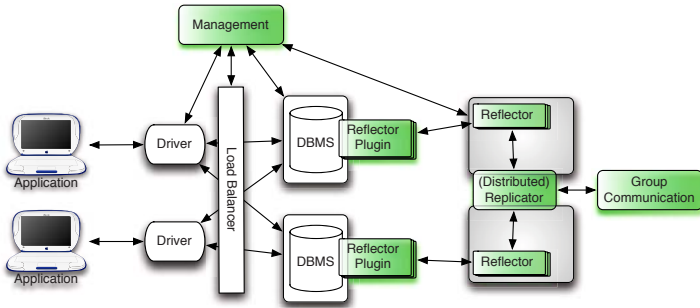 Management
Reflector
Driver
DBMS
Reflector
Plugin
Load Balancer
Application
(Distributed)
Replicator
Group
Communication
Driver
DBMS
Reflector
Plugin
Reflector
Application